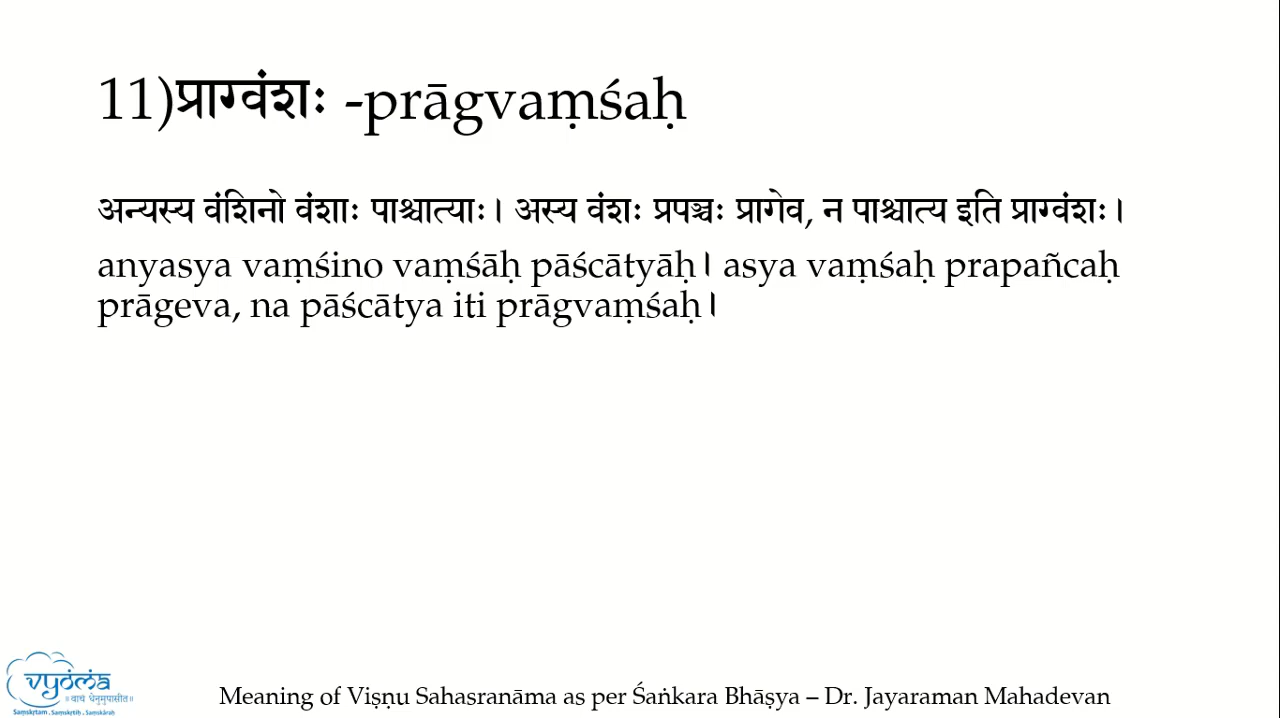 11)प्राग्वंशः -prāgvaṃśaḥ
अन्यस्य वंशिनो वंशाः पाश्चात्याः। अस्य वंशः प्रपञ्चः प्रागेव, न पाश्चात्य इति प्राग्वंशः।
anyasya vaṃśino vaṃśāḥ pāścātyāḥ। asya vaṃśaḥ prapañcaḥ
prāgeva, na pāścātya iti prāgvaṃśaḥ।
vyoma
॥ वाचं धेनुमुपासीत॥
Saṃskṛtam . Saṃskṛtiḥ . Saṃskāraḥ
Meaning of Viṣṇu Sahasranāma as per Śaṅkara Bhāṣya – Dr. Jayaraman Mahadevan